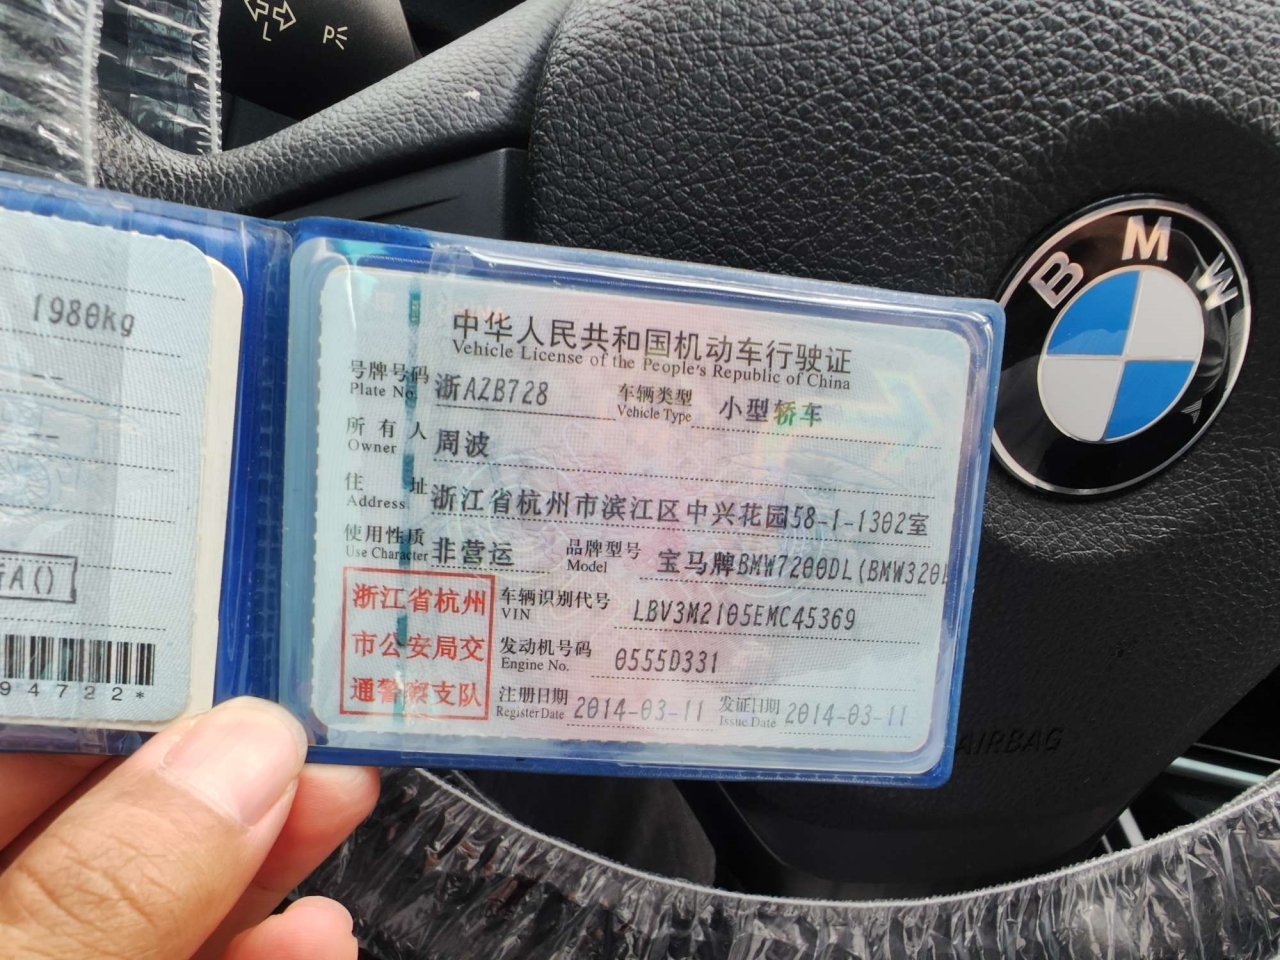 L
P
B M W
1980kg
--
--
A()
94722*
中华人民共和国机动车行驶证
Vehicle License of the People's Republic of China
号牌号码 浙AZB728 车辆类型 小型轿车
Plate No. Vehicle Type
所有人 周波
Owner
住址 浙江省杭州市滨江区中兴花园58-1-1302室
Address
使用性质 非营运 品牌型号 宝马牌BMW7200DL(BMW320
Use Character Model
浙江省杭州
市公安局交
通警察支队
车辆识别代号 LBV3M2105EMC45369
VIN
发动机号码 0555D331
Engine No.
注册日期 2014-03-11 发证日期 2014-03-11
Register Date Issue Date
AIRBAG